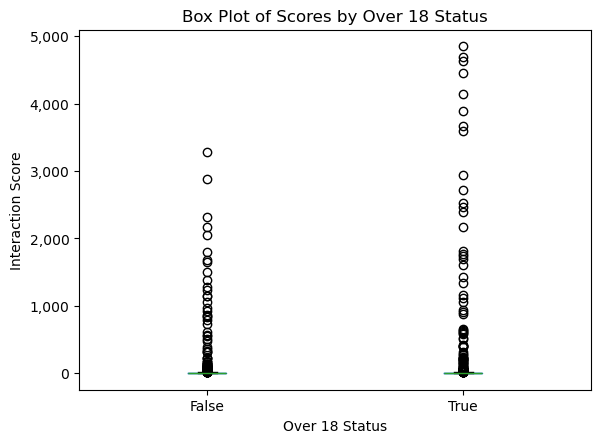 Box Plot of Scores by Over 18 Status
Interaction Score
5,000
4,000
3,000
2,000
1,000
0
False
True
Over 18 Status